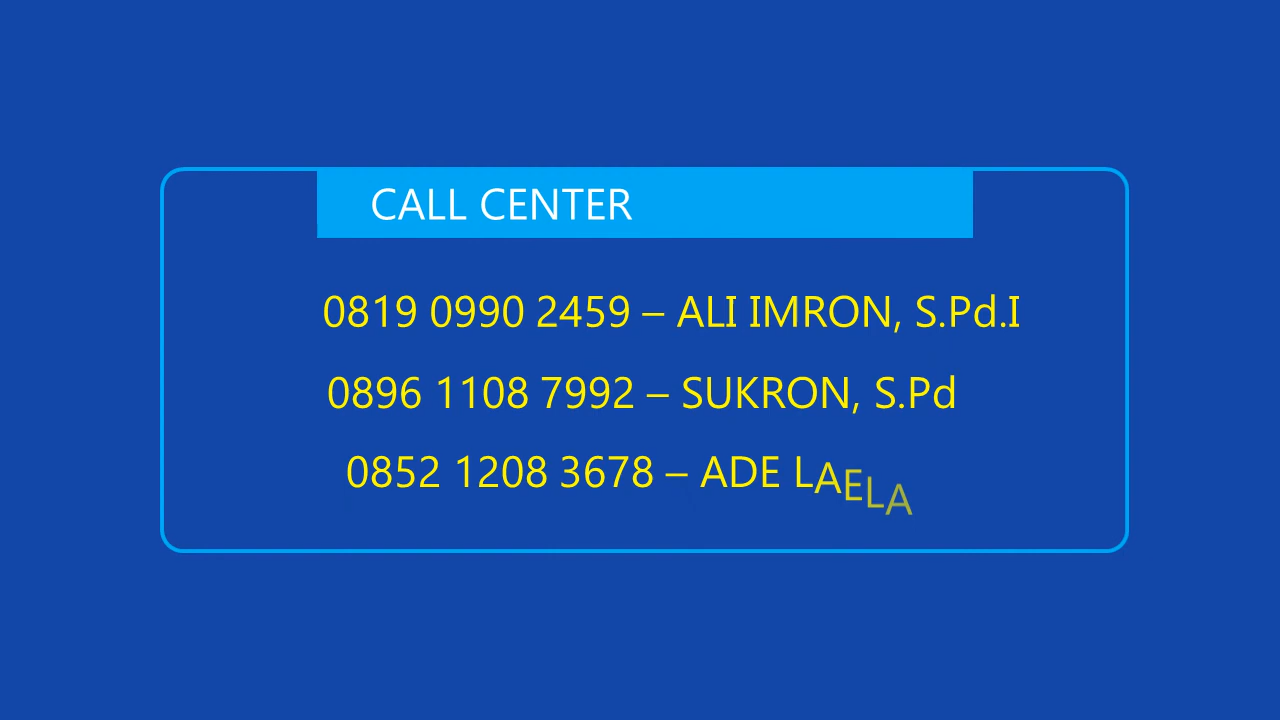 CALL CENTER
0819 0990 2459 – ALI IMRON, S.Pd.I
0896 1108 7992 – SUKRON, S.Pd
0852 1208 3678 – ADE LAELA